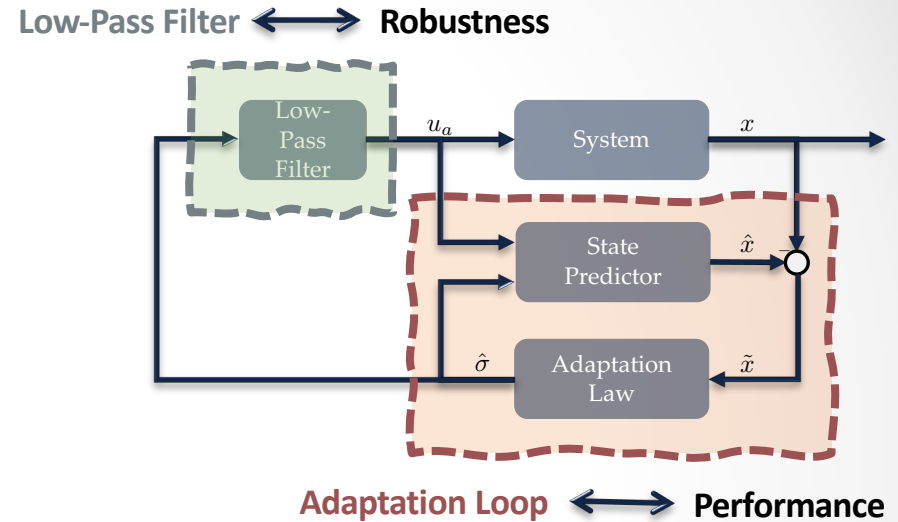 Low-Pass Filter Robustness
Low-
Pass
Filter
u_a
System
x
State
Predictor
x̂
−
σ̂
Adaptation
Law
x̃
Adaptation Loop Performance